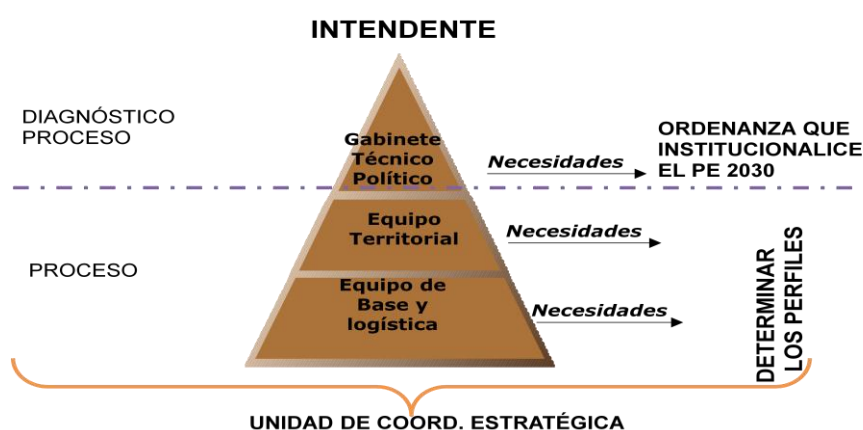 INTENDENTE
DIAGNÓSTICO
PROCESO
Gabinete
Técnico
Político
Necesidades
ORDENANZA QUE
INSTITUCIONALICE
EL PE 2030
PROCESO
Equipo
Territorial
Necesidades
Equipo de
Base y
logística
Necesidades
DETERMINAR
LOS PERFILES
UNIDAD DE COORD. ESTRATÉGICA